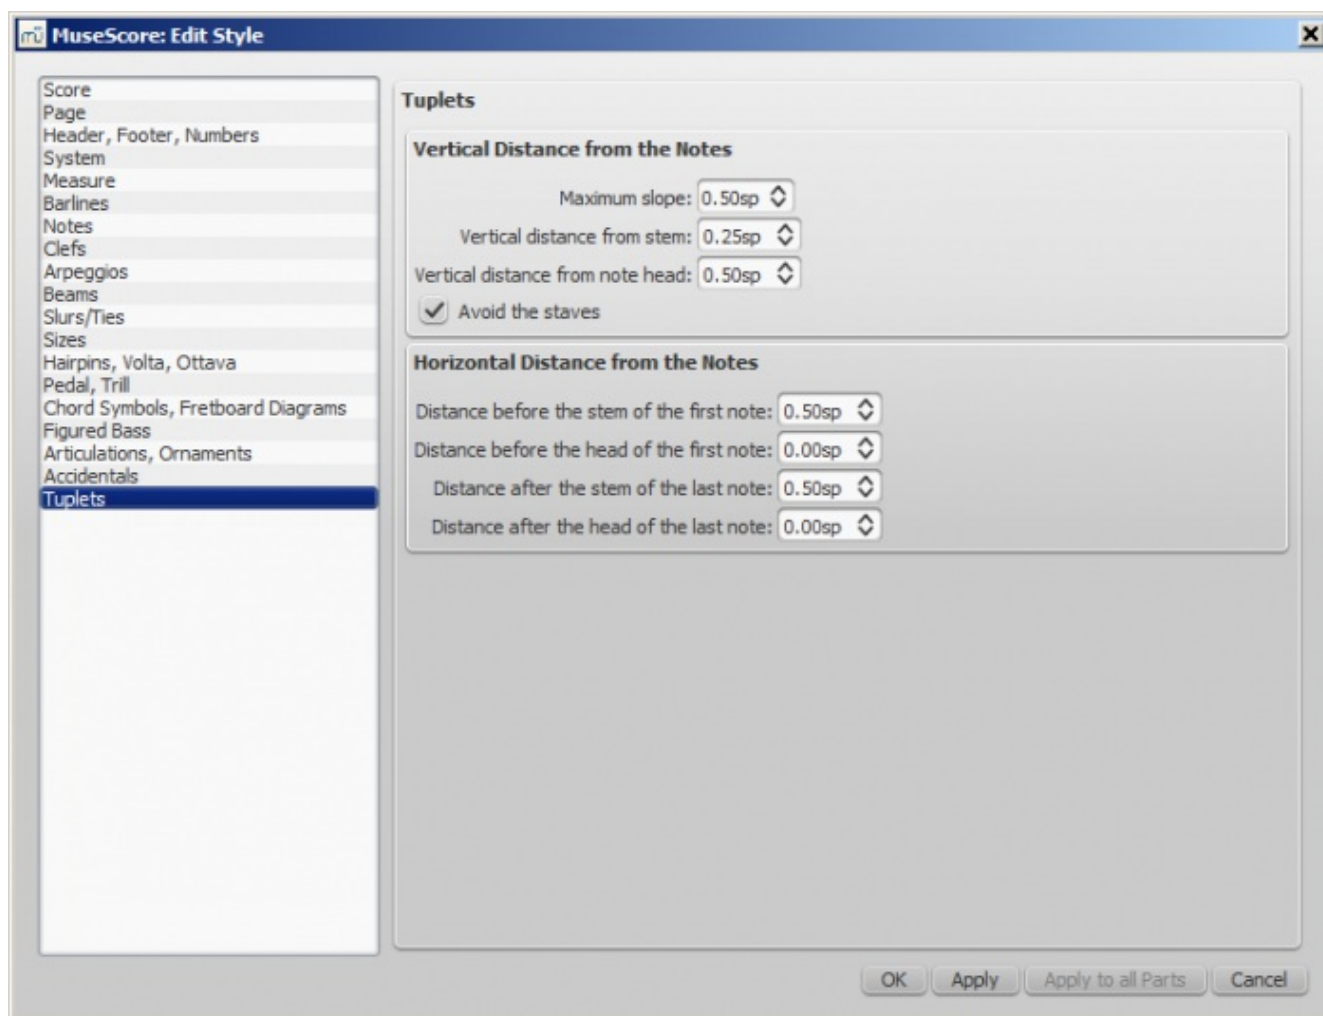 mü MuseScore: Edit Style
Score
Page
Header, Footer, Numbers
System
Measure
Barlines
Notes
Clefs
Arpeggios
Beams
Slurs/Ties
Sizes
Hairpins, Volta, Ottava
Pedal, Trill
Chord Symbols, Fretboard Diagrams
Figured Bass
Articulations, Ornaments
Accidentals
Tuplets
Tuplets
Vertical Distance from the Notes
Maximum slope: 0.50sp
Vertical distance from stem: 0.25sp
Vertical distance from note head: 0.50sp
Avoid the staves
Horizontal Distance from the Notes
Distance before the stem of the first note: 0.50sp
Distance before the head of the first note: 0.00sp
Distance after the stem of the last note: 0.50sp
Distance after the head of the last note: 0.00sp
OK Apply Apply to all Parts Cancel